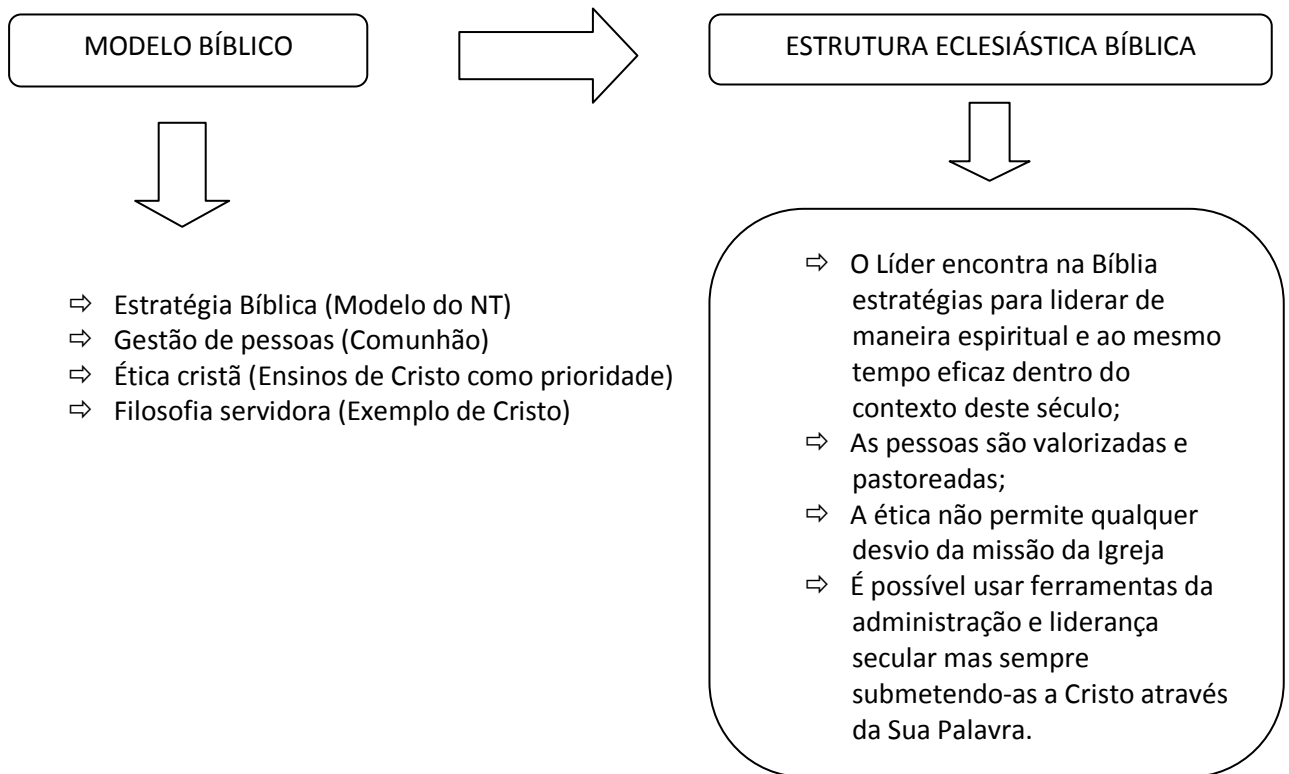 MODELO BÍBLICO
ESTRUTURA ECLESIÁSTICA BÍBLICA
⇨ Estratégia Bíblica (Modelo do NT)
⇨ Gestão de pessoas (Comunhão)
⇨ Ética cristã (Ensinos de Cristo como prioridade)
⇨ Filosofia servidora (Exemplo de Cristo)
⇨ O Líder encontra na Bíblia
estratégias para liderar de
maneira espiritual e ao mesmo
tempo eficaz dentro do
contexto deste século;
⇨ As pessoas são valorizadas e
pastoreadas;
⇨ A ética não permite qualquer
desvio da missão da Igreja
⇨ É possível usar ferramentas da
administração e liderança
secular mas sempre
submetendo-as a Cristo através
da Sua Palavra.